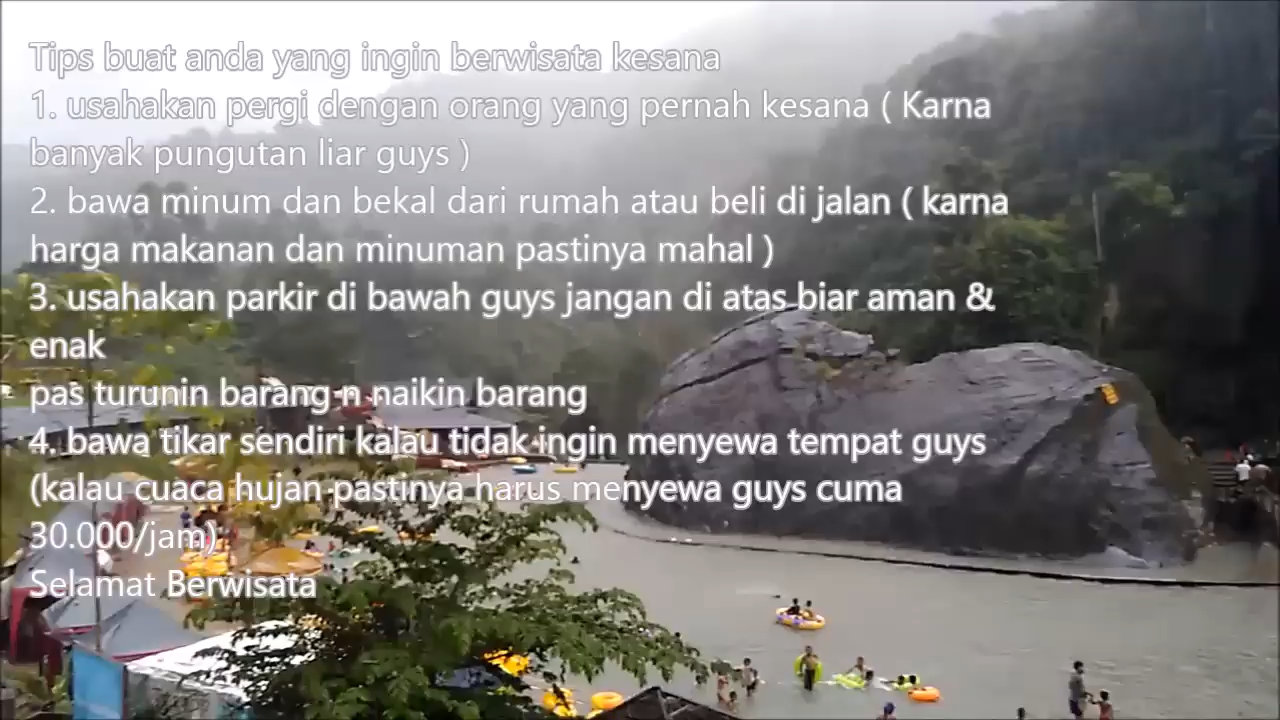 Tips buat anda yang ingin berwisata kesana
1. usahakan pergi dengan orang yang pernah kesana ( Karna
banyak pungutan liar guys )
2. bawa minum dan bekal dari rumah atau beli di jalan ( karna
harga makanan dan minuman pastinya mahal )
3. usahakan parkir di bawah guys jangan di atas biar aman &
enak
pas turunin barang n naikin barang
4. bawa tikar sendiri kalau tidak ingin menyewa tempat guys
(kalau cuaca hujan pastinya harus menyewa guys cuma
30.000/jam)
Selamat Berwisata